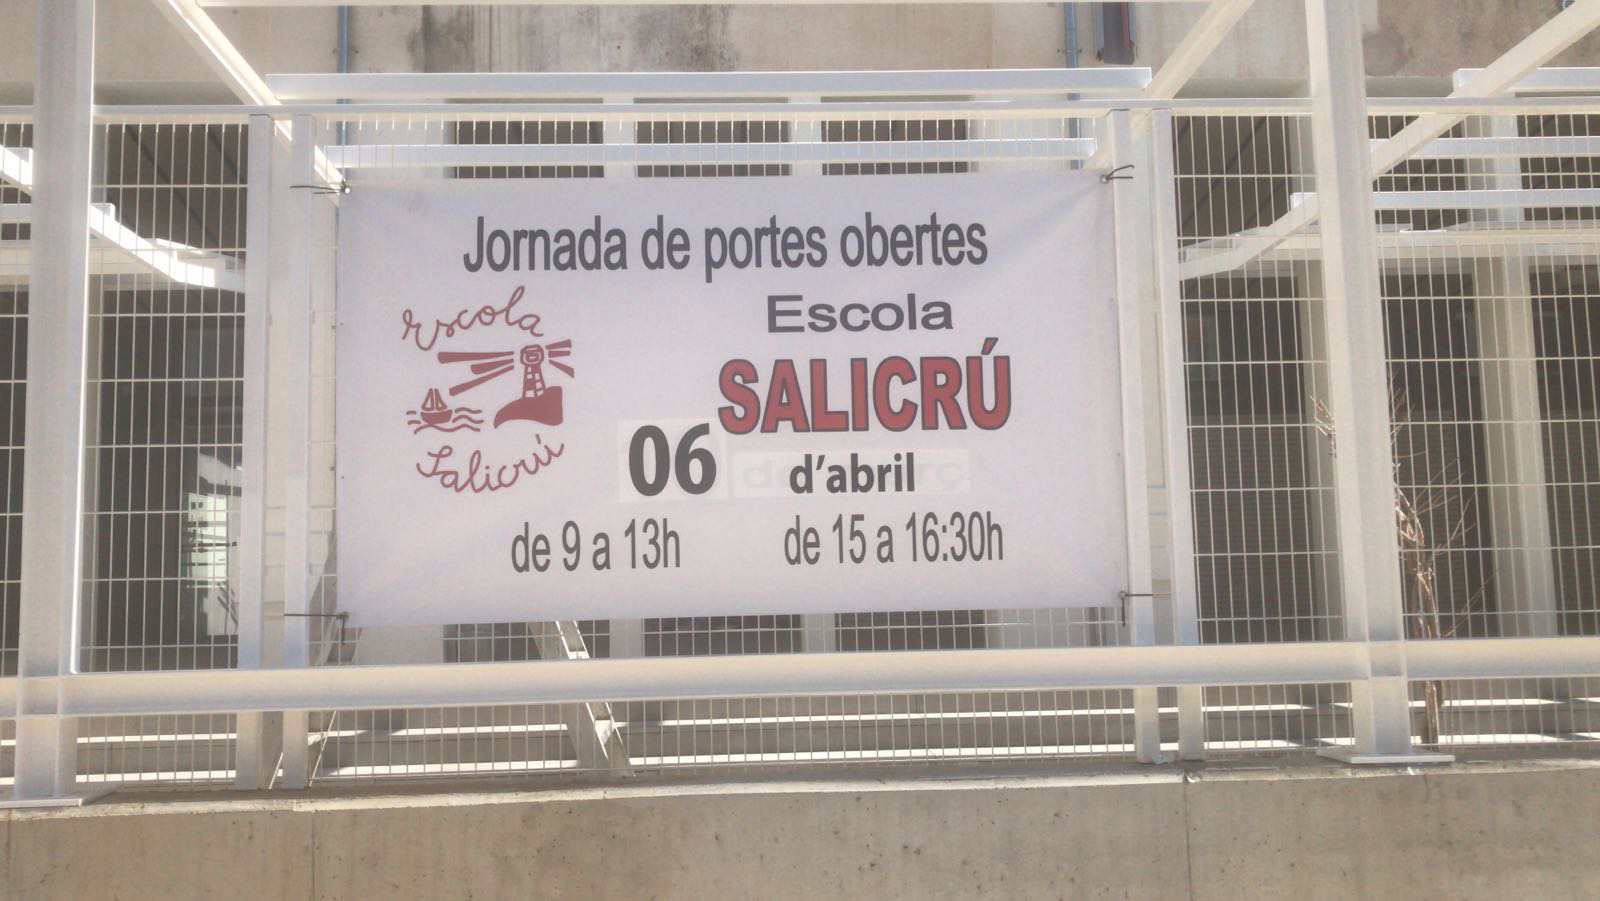 Jornada de portes obertes
Escola
Salicrú
Escola
SALICRÚ
06 d'abril
de 9 a 13h de 15 a 16:30h